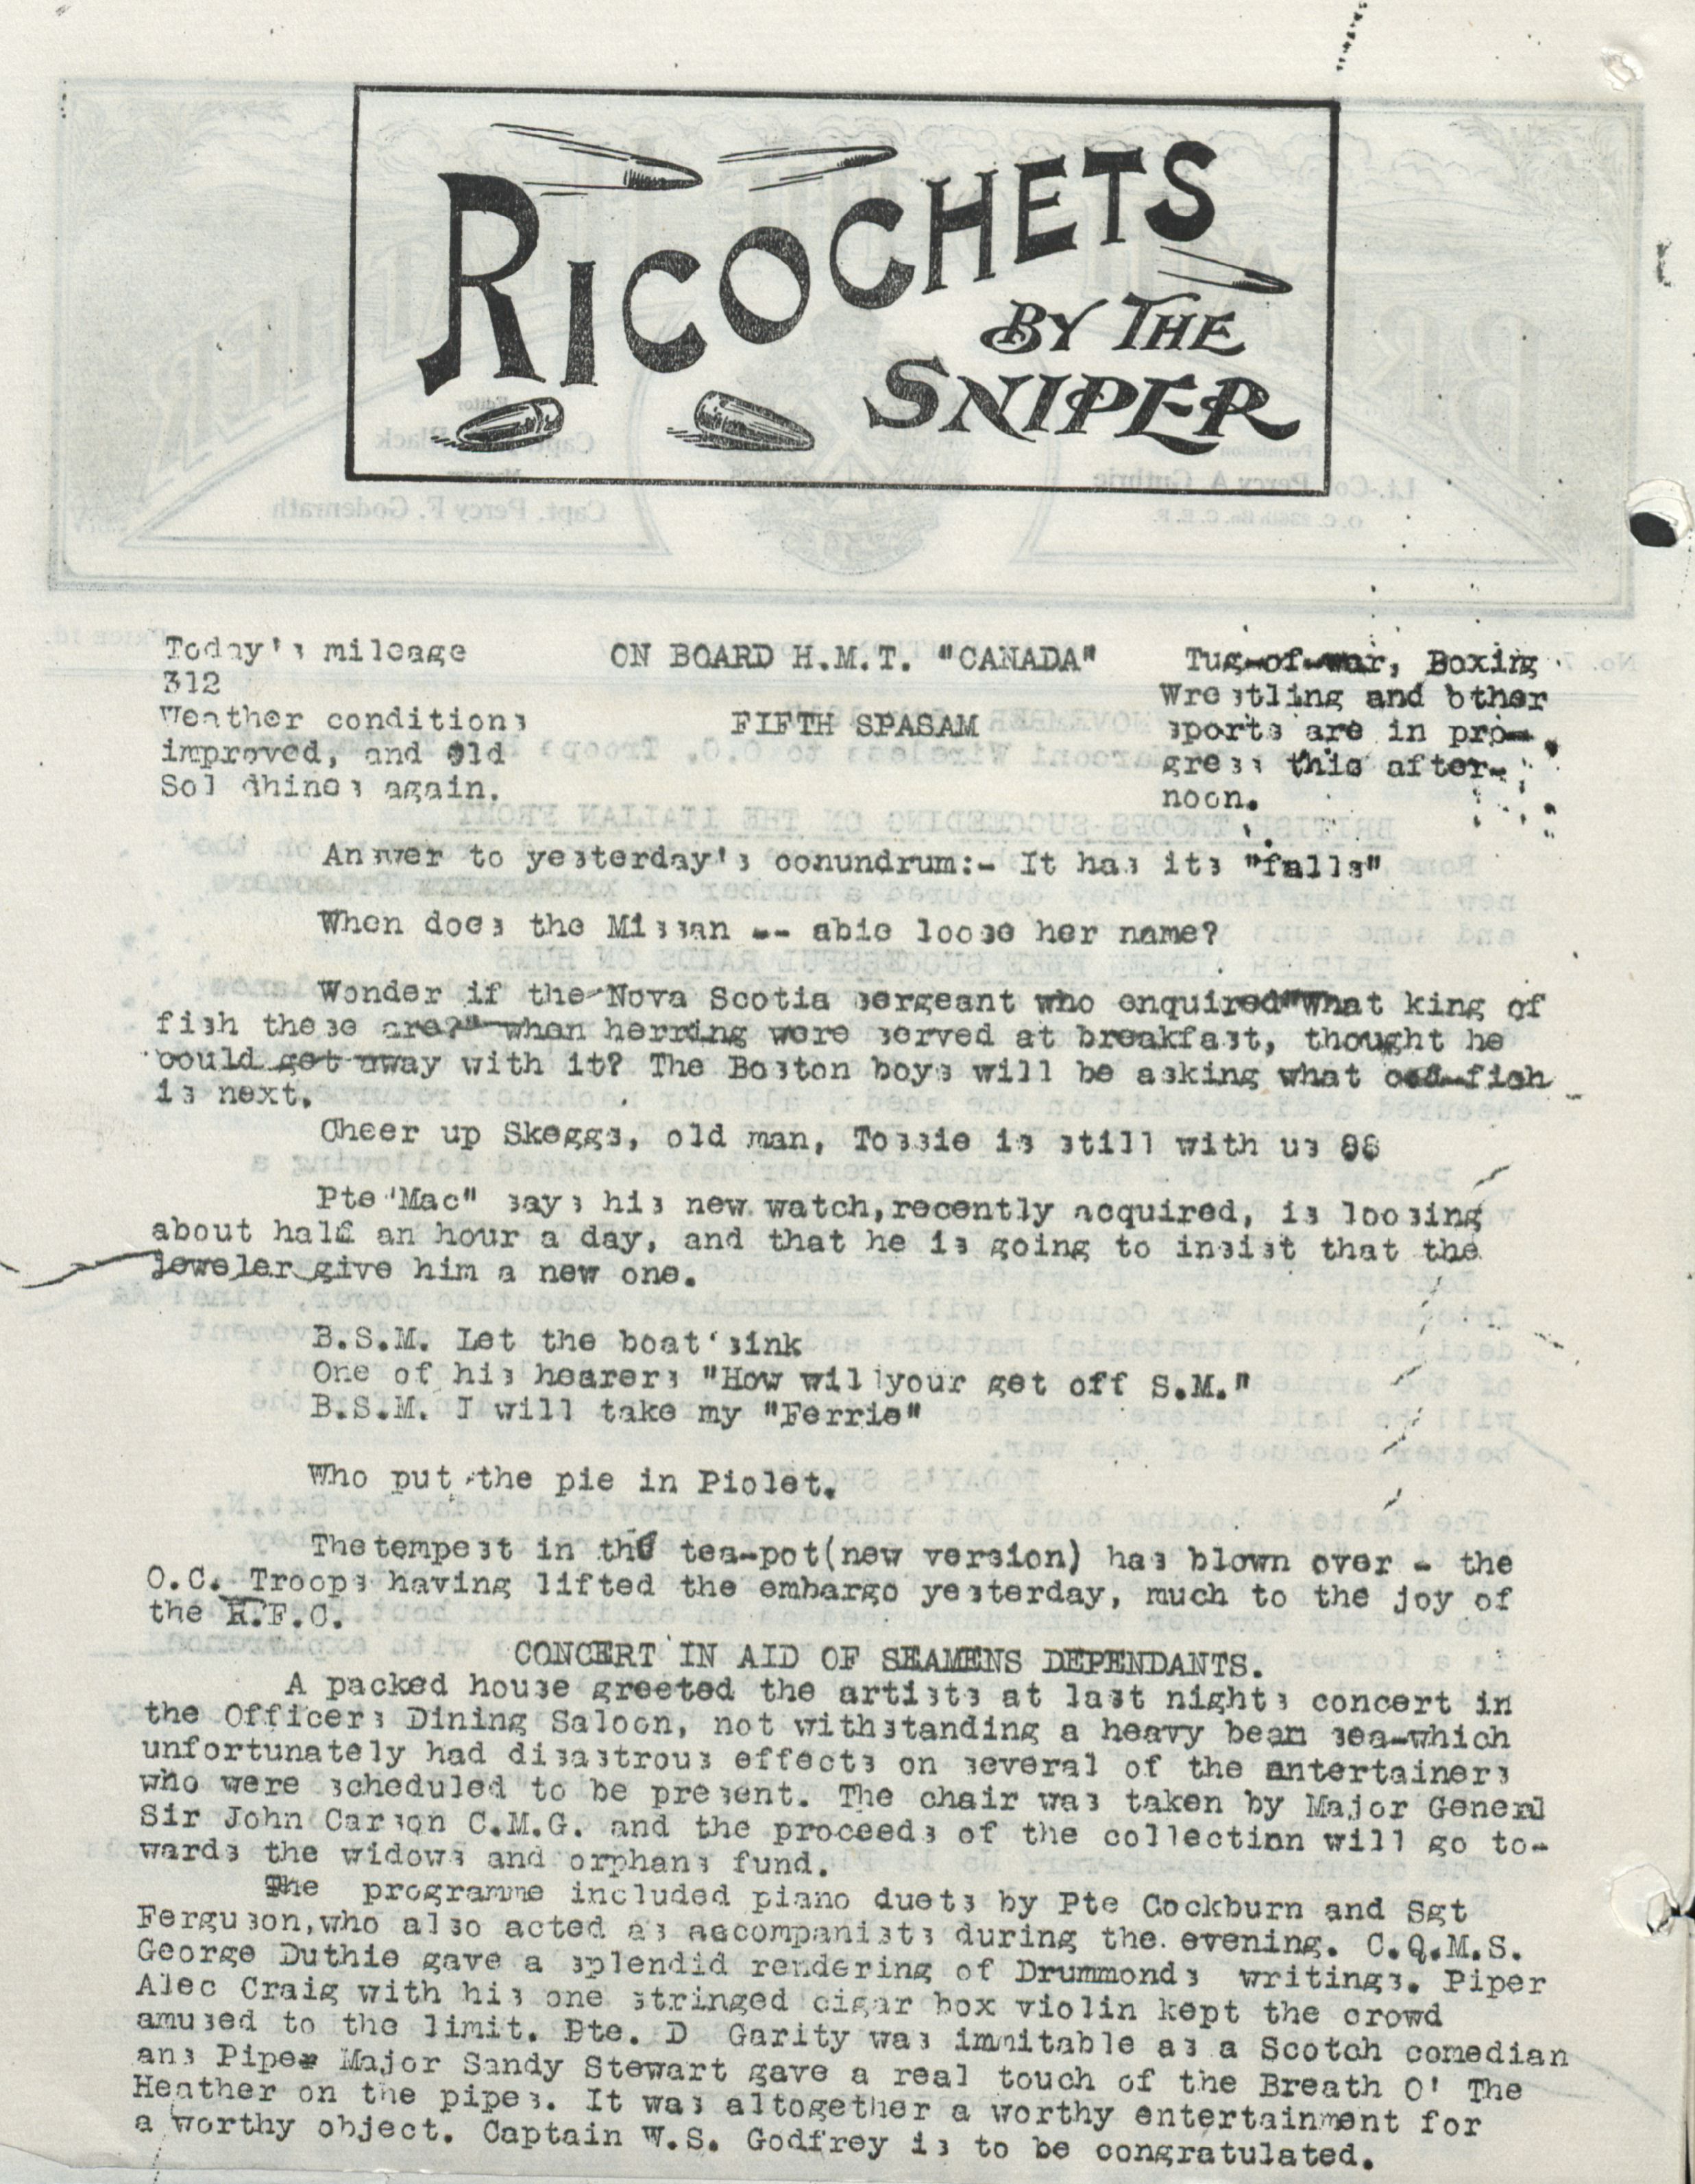 RICOCHETS
BY THE
SNIPER
Today's mileage
312
Weather conditions
improved, and Old
Sol dhines again.
ON BOARD H.M.T. "CANADA"
FIFTH SPASAM
Tug-of-war, Boxing
Wrestling and other
sports are in pro-
gress this after-
noon.
Answer to yesterday's conundrum:- It has its "falls"
When does the Missan -- abie loose her name?
Wonder if the Nova Scotia sergeant who enquired"What king of
fish these are?" when herring were served at breakfast, thought he
could get away with it? The Boston boys will be asking what cod-fish
is next.
Cheer up Skeggs, old man, Tossie is still with us 88
Pte "Mac" says his new watch,recently acquired, is loosing
about half an hour a day, and that he is going to insist that the
jeweler give him a new one.
B.S.M. Let the boat sink
One of his hearers "How will your get off S.M."
B.S.M. I will take my "Ferrie"
Who put the pie in Piolet.
The tempest in the tea-pot(new version) has blown over - the
O.C. Troops having lifted the embargo yesterday, much to the joy of
the R.F.C.
CONCERT IN AID OF SEAMENS DEPENDANTS.
A packed house greeted the artists at last nights concert in
the Officers Dining Saloon, not withstanding a heavy beam sea-which
unfortunately had disastrous effects on several of the antertainers
who were scheduled to be present. The chair was taken by Major General
Sir John Carson C.M.G. and the proceeds of the collection will go to-
wards the widows and orphans fund.
The programme included piano duets by Pte Cockburn and Sgt
Ferguson,who also acted as aecompanists during the evening. C.Q.M.S.
George Duthie gave a splendid rendering of Drummonds writings. Piper
Alec Craig with his one stringed cigar box violin kept the crowd
amused to the limit. Pte. D Garity was immitable as a Scotch comedian
ans Piper Major Sandy Stewart gave a real touch of the Breath O' The
Heather on the pipes. It was altogether a worthy entertainment for
a worthy object. Captain W.S. Godfrey is to be congratulated.